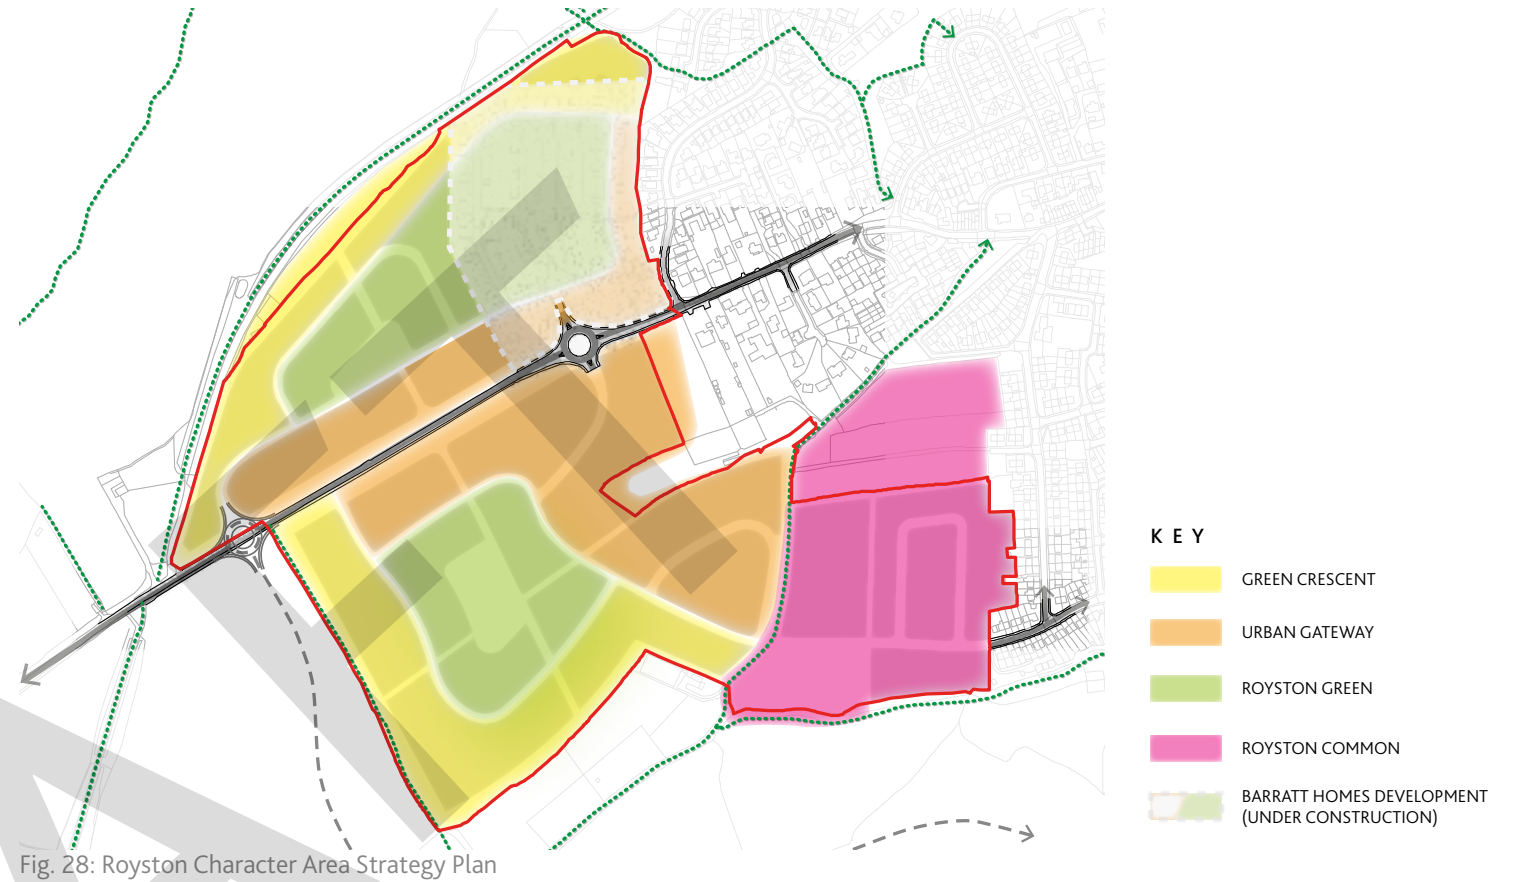 KEY
GREEN CRESCENT
URBAN GATEWAY
ROYSTON GREEN
ROYSTON COMMON
BARRATT HOMES DEVELOPMENT
(UNDER CONSTRUCTION)
Fig. 28: Royston Character Area Strategy Plan